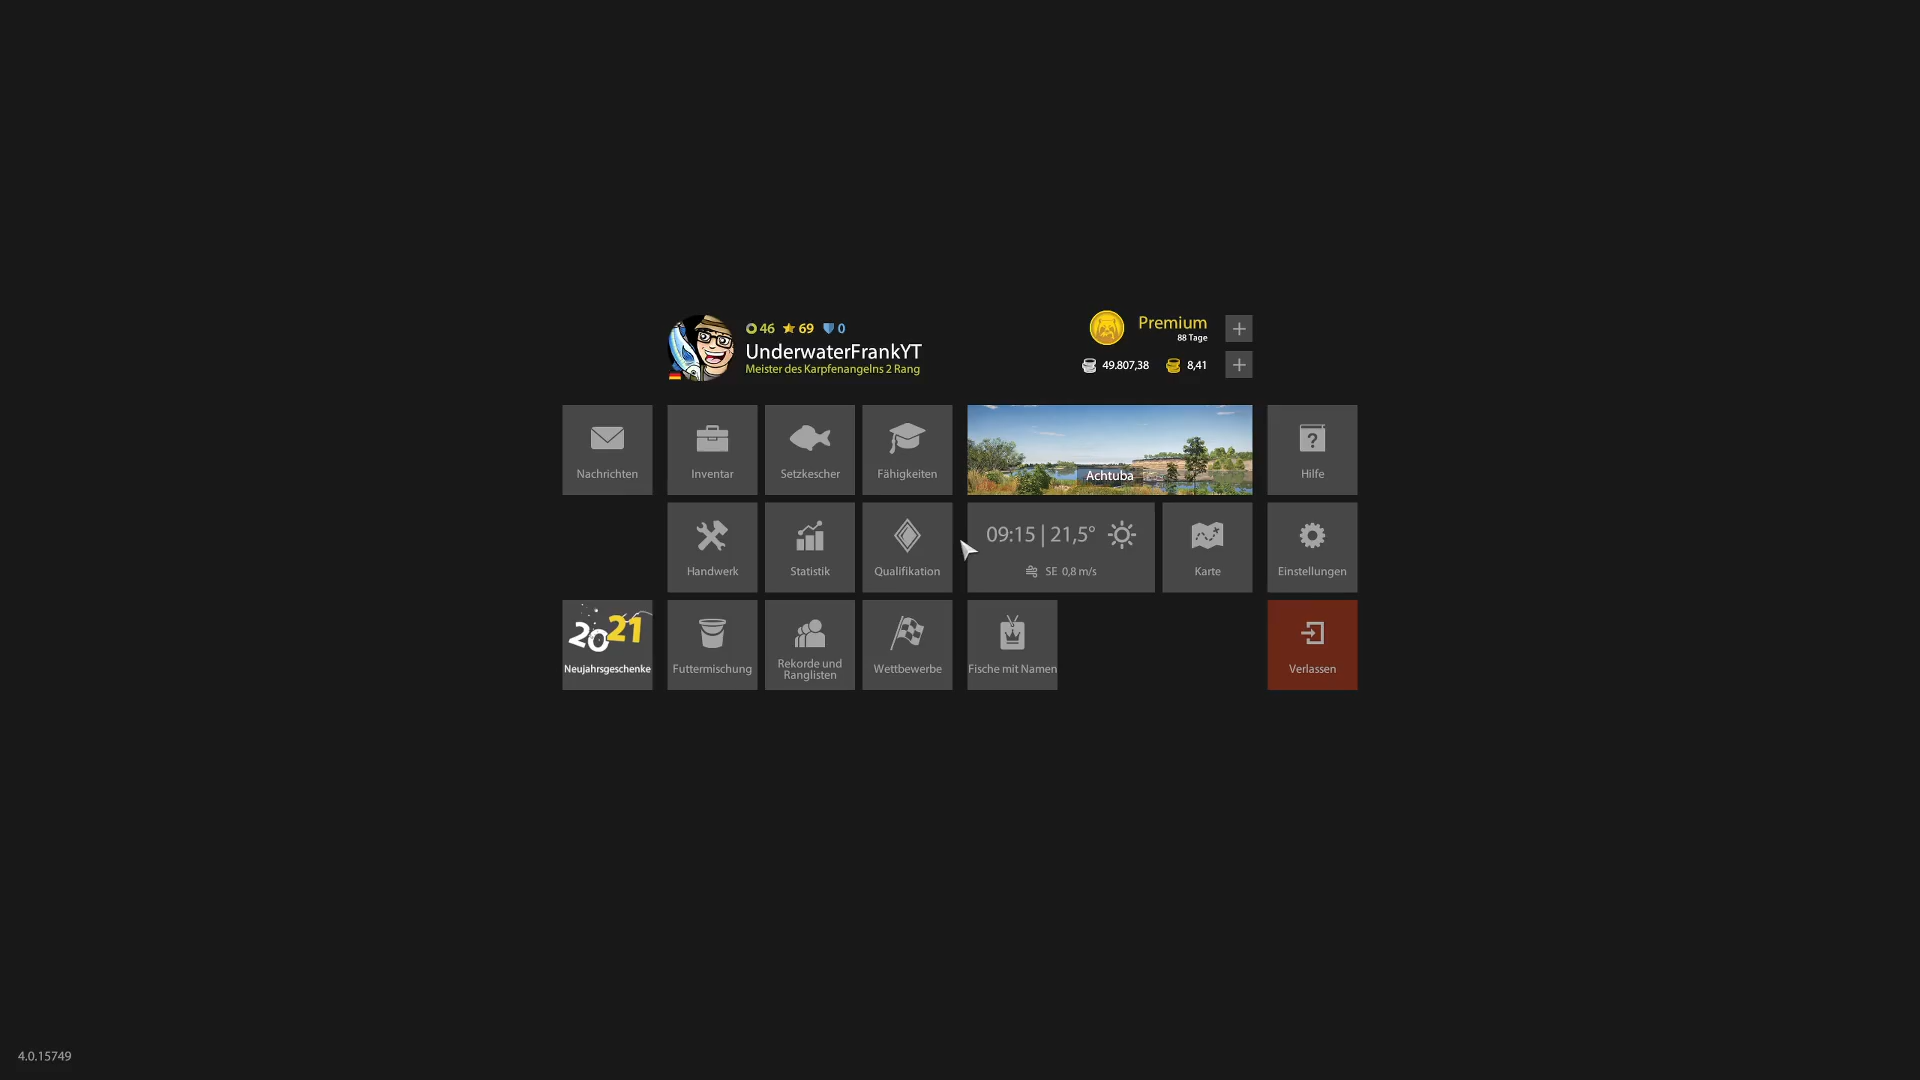 46 69 0
UnderwaterFrankYT
Meister des Karpfenangelns 2 Rang
Premium
88 Tage
49.807,38 8,41
Nachrichten
Inventar
Setzkescher
Fähigkeiten
Achtuba
Hilfe
Handwerk
Statistik
Qualifikation
09:15 | 21,5°
SE 0,8 m/s
Karte
Einstellungen
2021
Neujahrsgeschenke
Futtermischung
Rekorde und
Ranglisten
Wettbewerbe
Fische mit Namen
Verlassen
4.0.15749